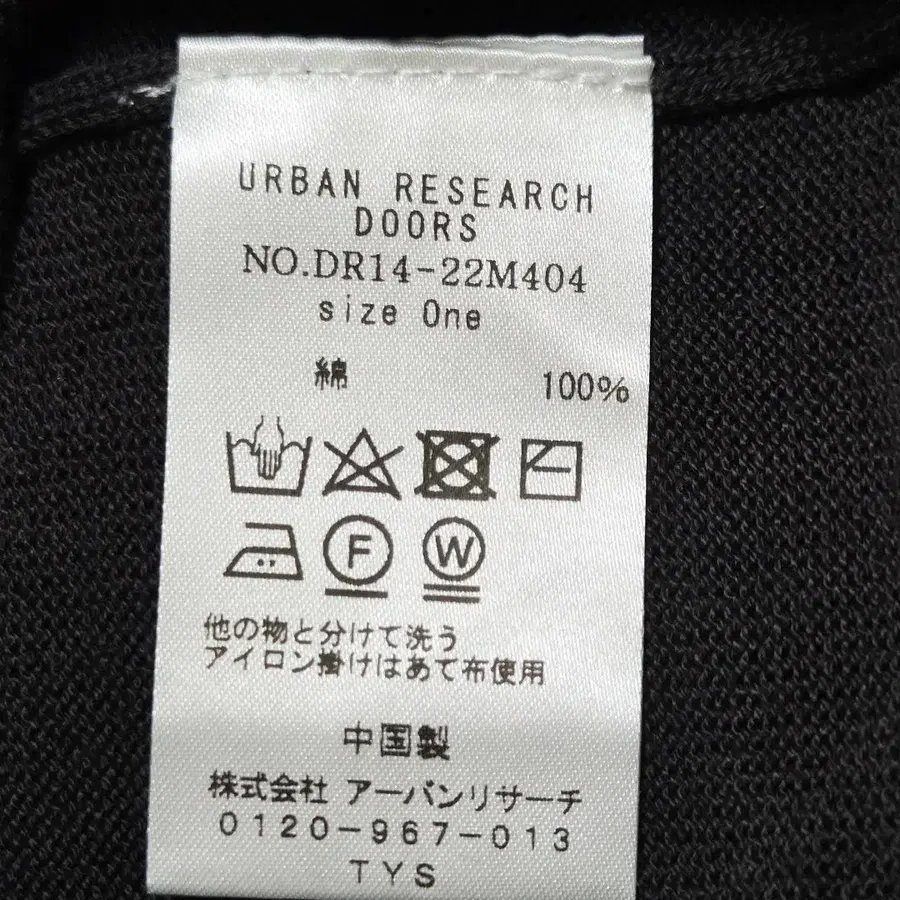 URBAN RESEARCH
DOORS
NO.DR14-22M404
size One
綿 100%
F W
他の物と分けて洗う
アイロン掛けはあて布使用
中国製
株式会社 アーバンリサーチ
0120-967-013
TYS